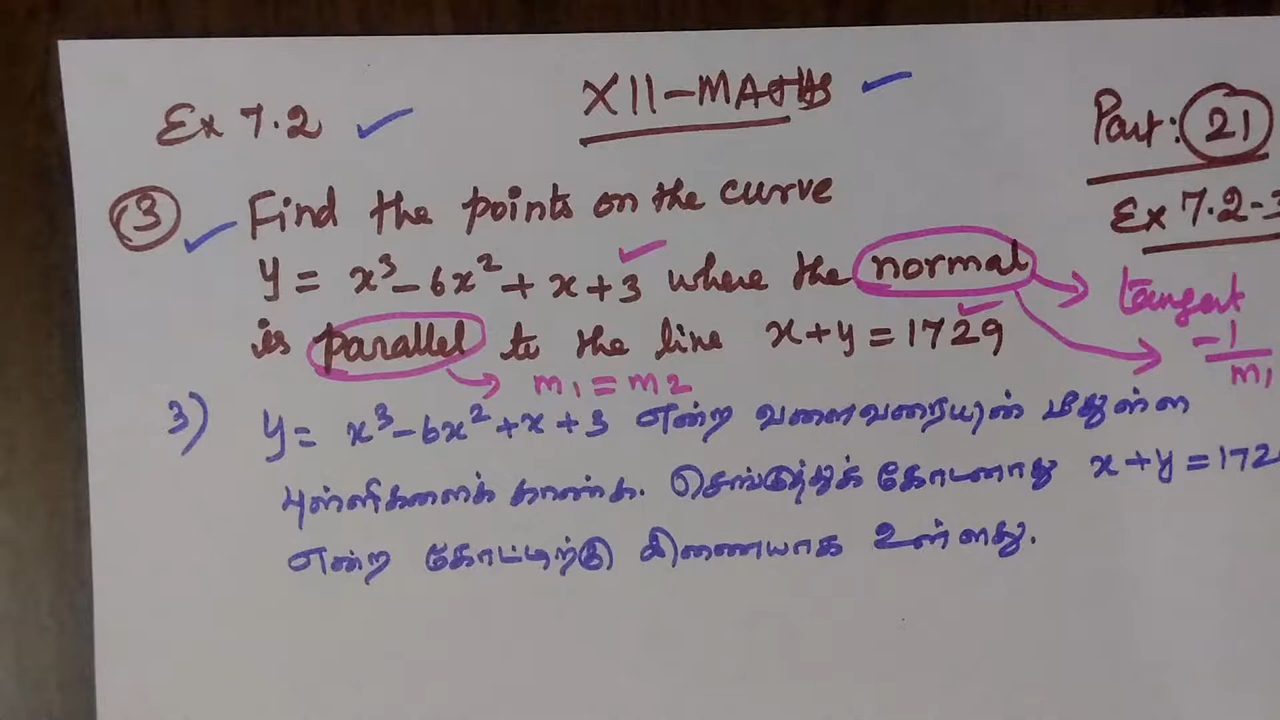 XII-MATHS
Ex 7.2
Part: 21
Ex 7.2-3
3 Find the points on the curve
y = x³-6x²+x+3 where the normal
tangent
is parallel to the line x+y=1729
-1/m₁
m₁ = m₂
3) y = x³-6x²+x+3 என்ற வளைவரையின் மீதுள்ள
புள்ளிகளைக் காண்க. செங்குத்துக் கோடானது x+y=172
என்ற கோட்டிற்கு இணையாக உள்ளது.